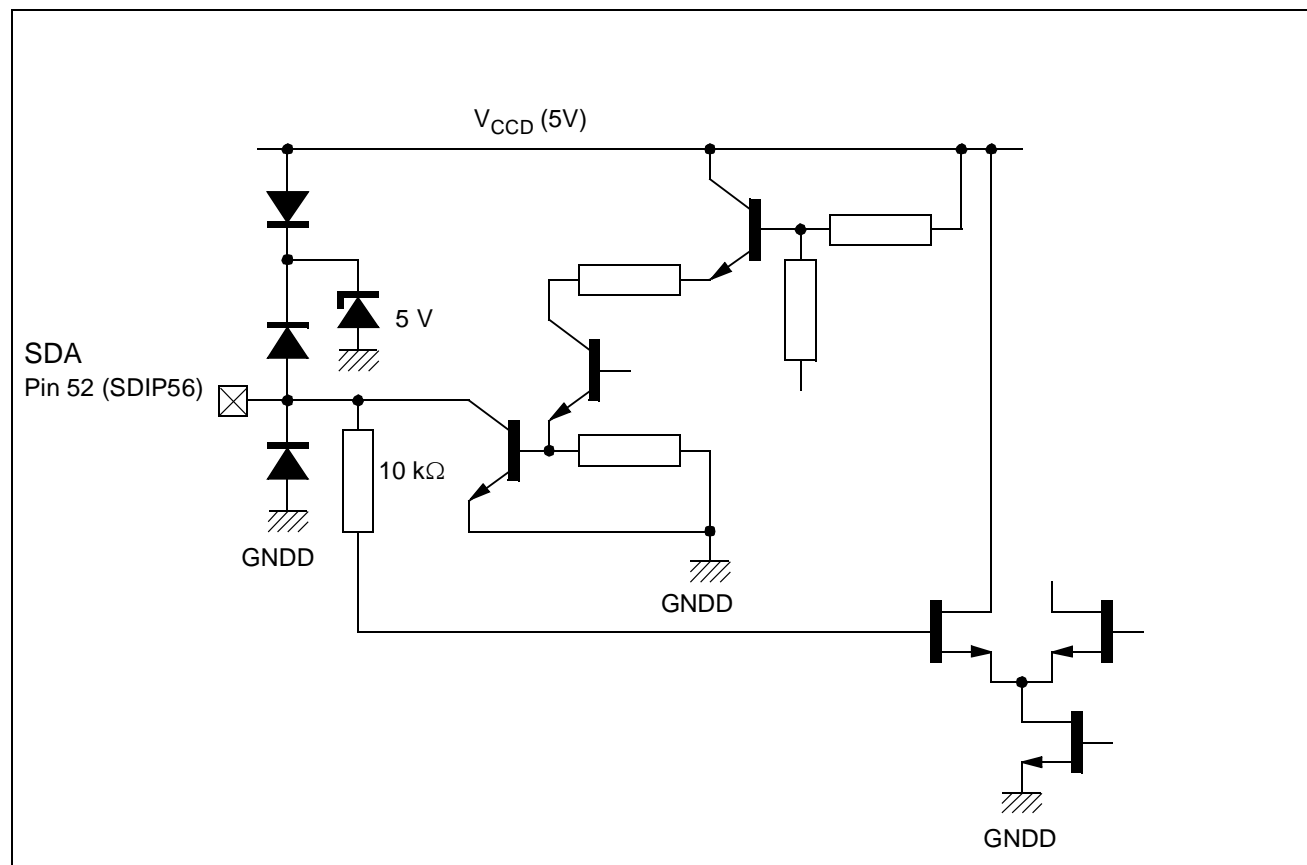 V_CCD (5V)
5 V
SDA
Pin 52 (SDIP56)
10 kΩ
GNDD
GNDD
GNDD